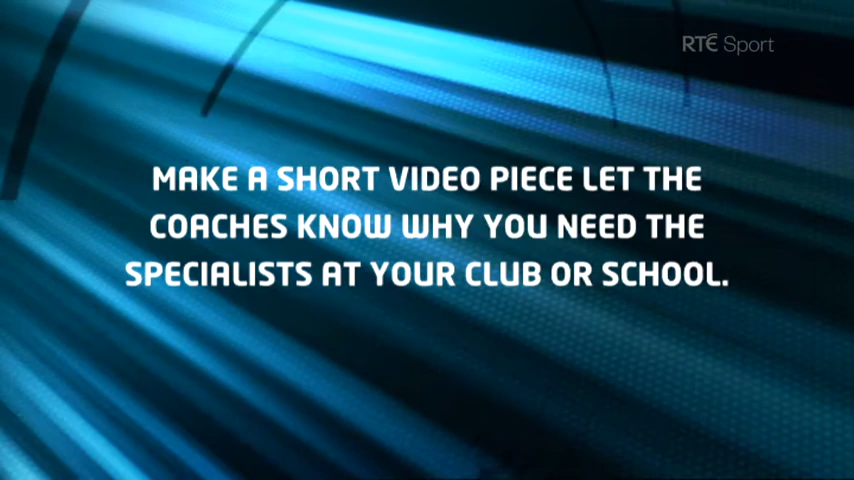 RTÉ Sport
MAKE A SHORT VIDEO PIECE LET THE
COACHES KNOW WHY YOU NEED THE
SPECIALISTS AT YOUR CLUB OR SCHOOL.